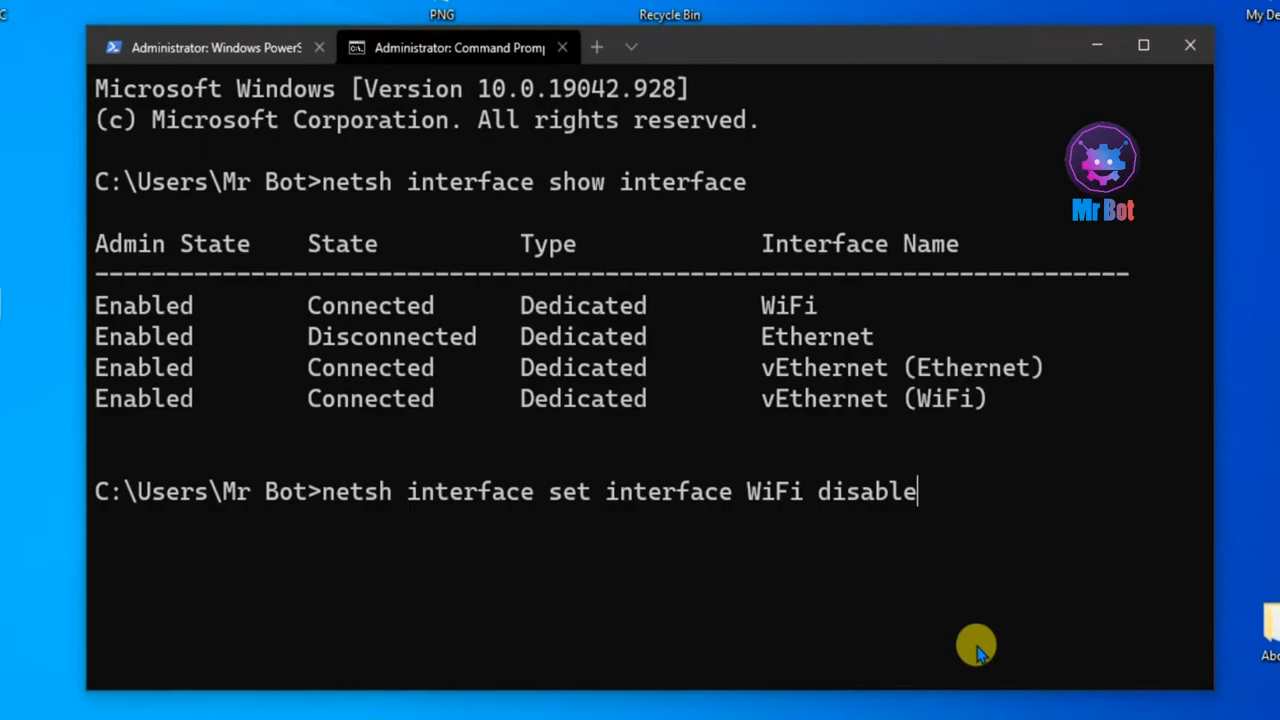 PNG
Recycle Bin
My De
Administrator: Windows PowerS
Administrator: Command Promp
Microsoft Windows [Version 10.0.19042.928]
(c) Microsoft Corporation. All rights reserved.
Mr Bot
C:\Users\Mr Bot>netsh interface show interface
Admin State State Type Interface Name
-------------------------------------------------------------------------
Enabled Connected Dedicated WiFi
Enabled Disconnected Dedicated Ethernet
Enabled Connected Dedicated vEthernet (Ethernet)
Enabled Connected Dedicated vEthernet (WiFi)
C:\Users\Mr Bot>netsh interface set interface WiFi disable
Abo